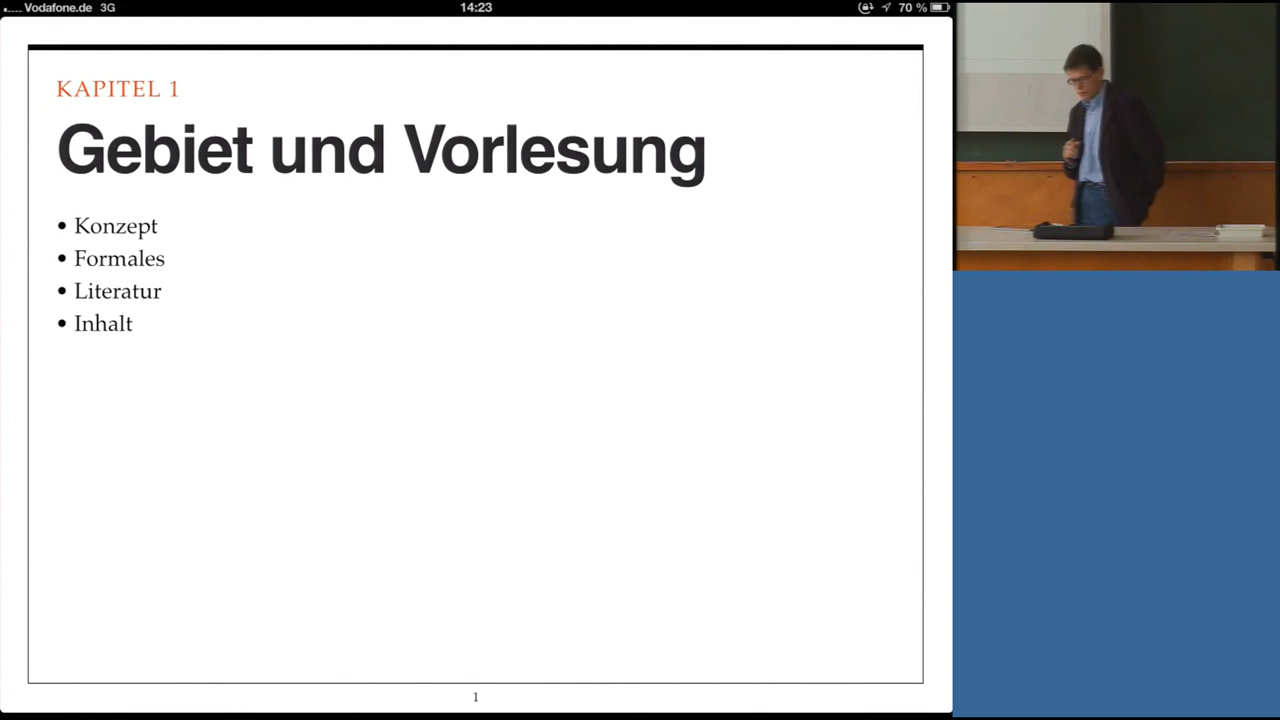 Vodafone.de 3G 14:23 70 %
KAPITEL 1
Gebiet und Vorlesung
• Konzept
• Formales
• Literatur
• Inhalt
1